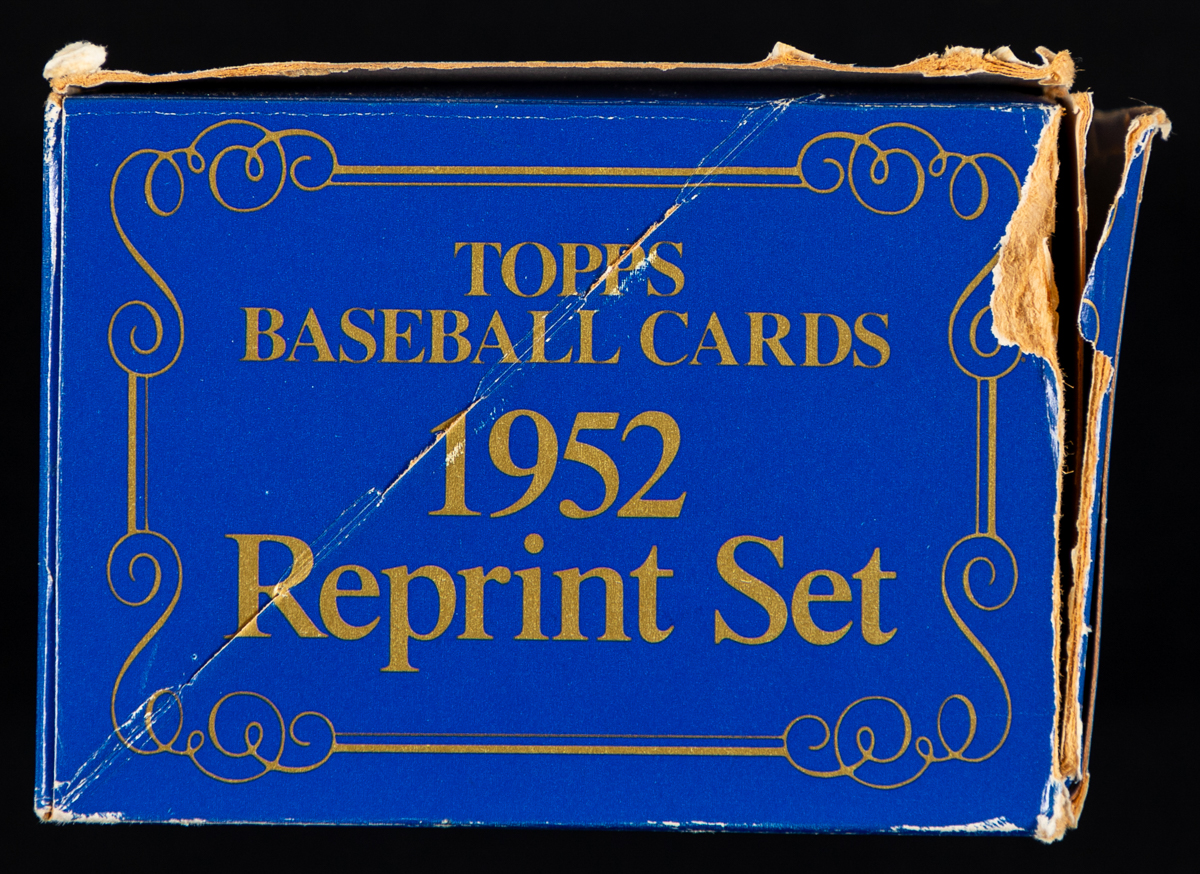 TOPPS
BASEBALL CARDS
1952
Reprint Set